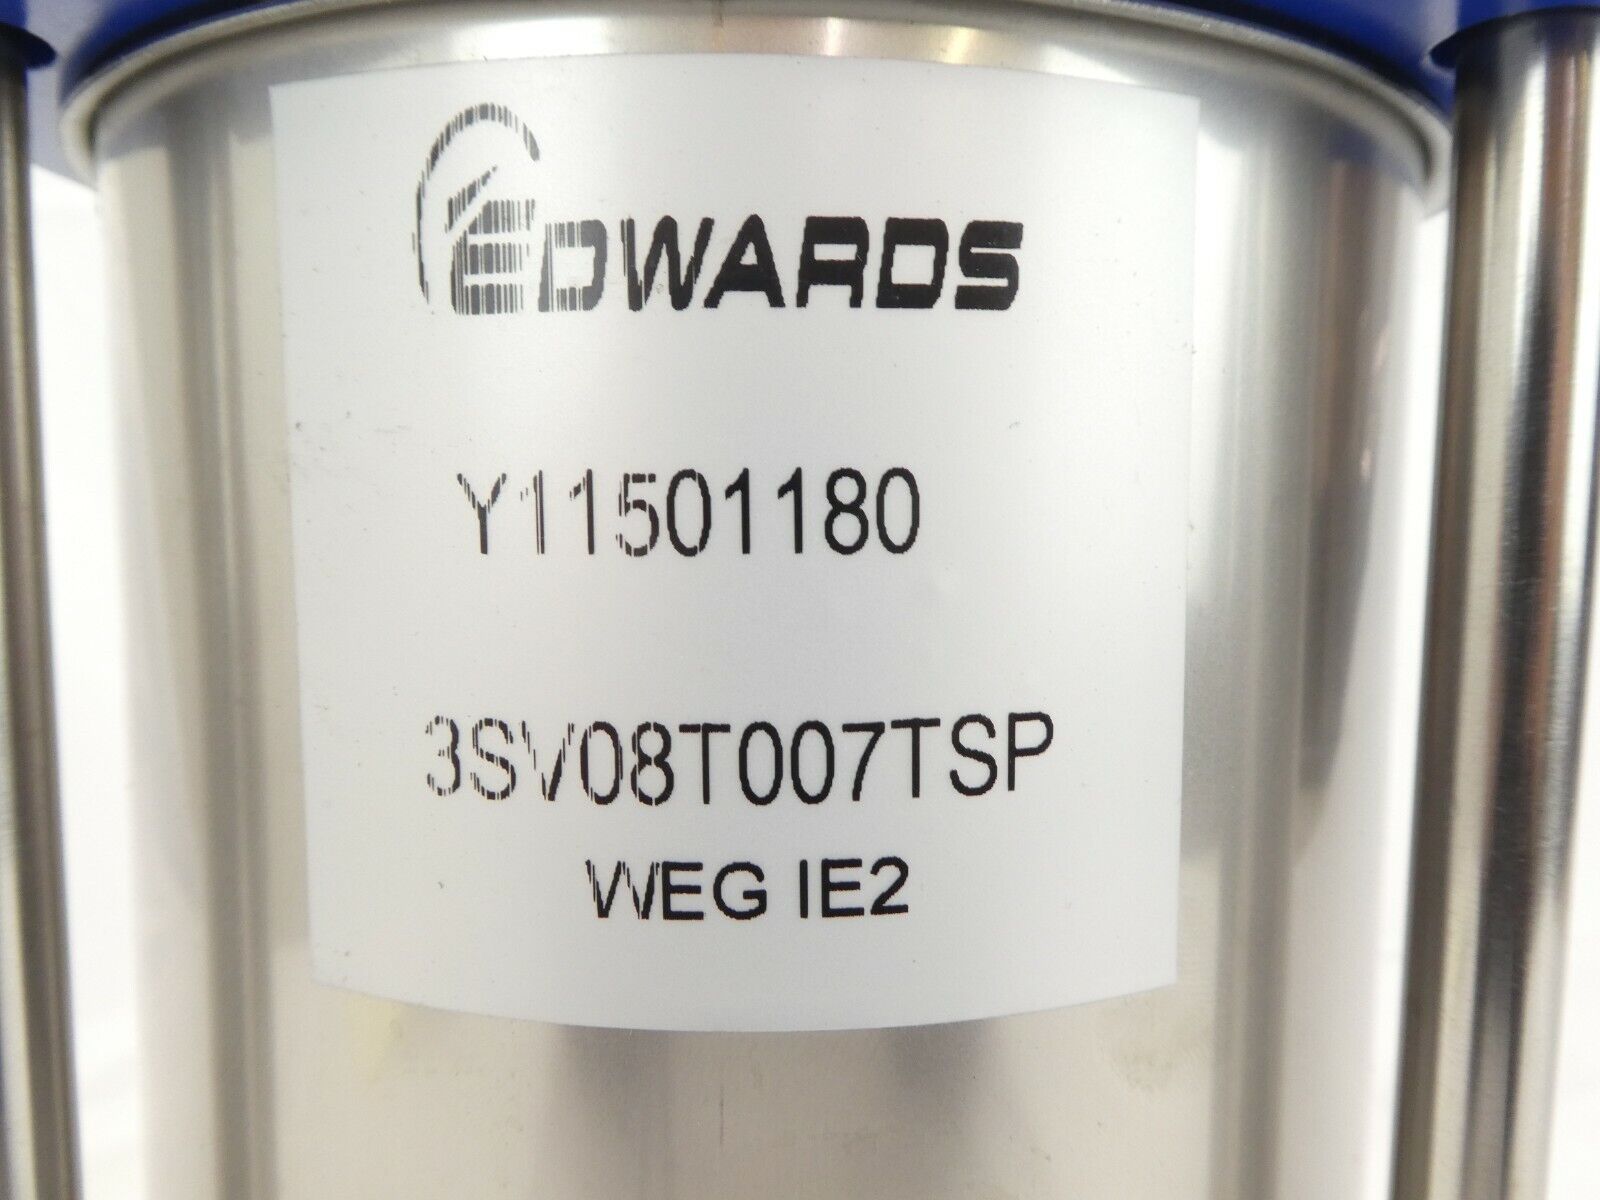 EDWARDS
Y11501180
3SV08T007TSP
WEG IE2